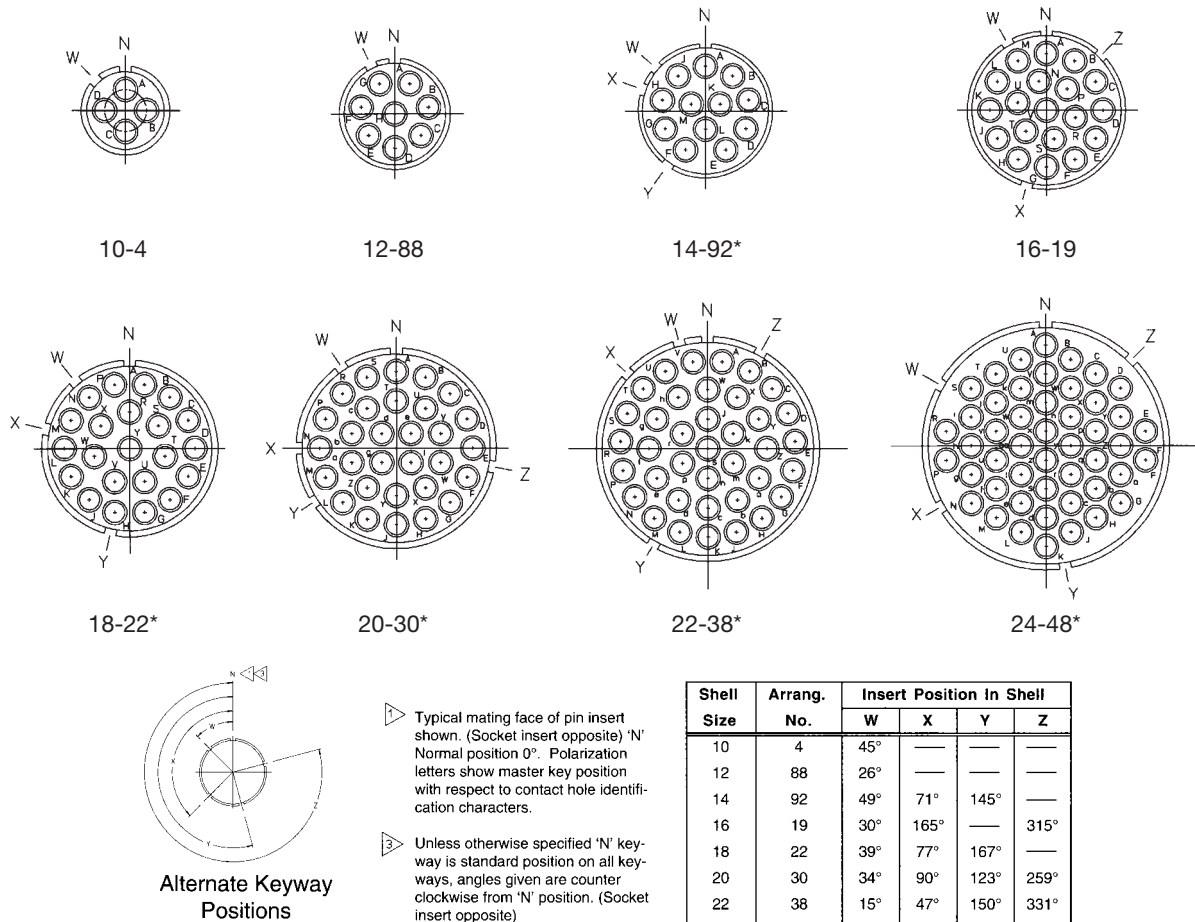 N
W
A
D
B
C
10-4
N
W
G
A
B
F
H
C
E
D
12-88
N
W
X
J
A
B
H
K
C
G
M
L
D
F
E
Y
14-92*
N
W
Z
M
A
B
L
N
C
U
P
K
V
D
T
R
J
S
E
H
G
F
X
16-19
N
W
X
P
A
B
N
R
S
C
M
X
Y
D
W
T
L
V
U
E
K
J
H
G
F
Y
18-22*
N
W
X
S
A
B
R
T
U
C
P
c
d
e
V
D
N
b
E
M
a
g
W
F
L
Z
Y
X
G
K
J
H
Z
Y
20-30*
N
W
X
Z
V
A
B
U
W
X
C
T
h
J
Y
D
S
g
k
R
Z
E
P
F
N
G
M
L
K
J
H
Y
22-38*
N
W
Z
A
B
U
C
T
D
S
E
R
F
P
G
N
H
M
L
K
J
X
Y
24-48*
N 1 3
W
X
Y
Z
Alternate Keyway
Positions
1 Typical mating face of pin insert
shown. (Socket insert opposite) ‘N’
Normal position 0°. Polarization
letters show master key position
with respect to contact hole identifi-
cation characters.
3 Unless otherwise specified ‘N’ key-
way is standard position on all key-
ways, angles given are counter
clockwise from ‘N’ position. (Socket
insert opposite)
Shell Arrang. Insert Position In Shell
Size No. W X Y Z
10 4 45° — — —
12 88 26° — — —
14 92 49° 71° 145° —
16 19 30° 165° — 315°
18 22 39° 77° 167° —
20 30 34° 90° 123° 259°
22 38 15° 47° 150° 331°